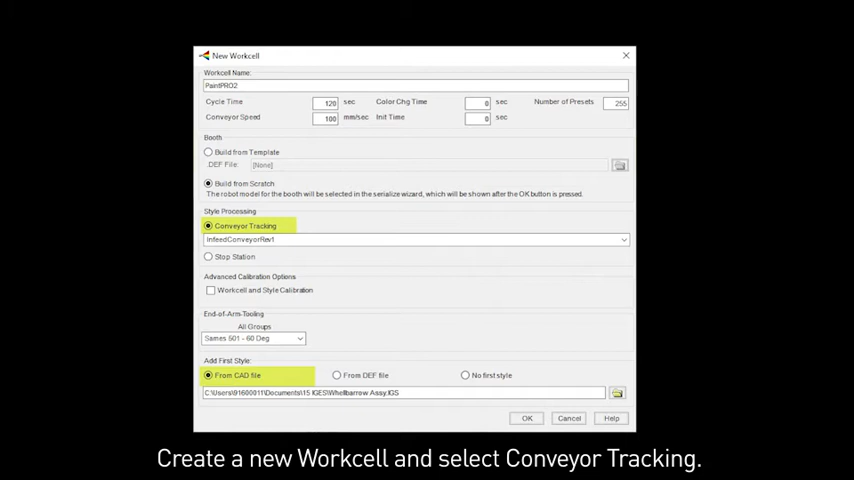 New Workcell
Workcell Name:
PaintPRO2
Cycle Time 120 sec Color Chg Time 0 sec Number of Presets 255
Conveyor Speed 100 mm/sec Init Time 0 sec
Booth
Build from Template
.DEF File: [None]
Build from Scratch
The robot model for the booth will be selected in the serialize wizard, which will be shown after the OK button is pressed.
Style Processing
Conveyor Tracking
InfeedConveyorRev1
Stop Station
Advanced Calibration Options
Workcell and Style Calibration
End-of-Arm-Tooling
All Groups
Sames 501 - 60 Deg
Add First Style:
From CAD file From DEF file No first style
C:\Users\91600011\Documents\15 IGES\Whellbarrow Assy.IGS
OK Cancel Help
Create a new Workcell and select Conveyor Tracking.